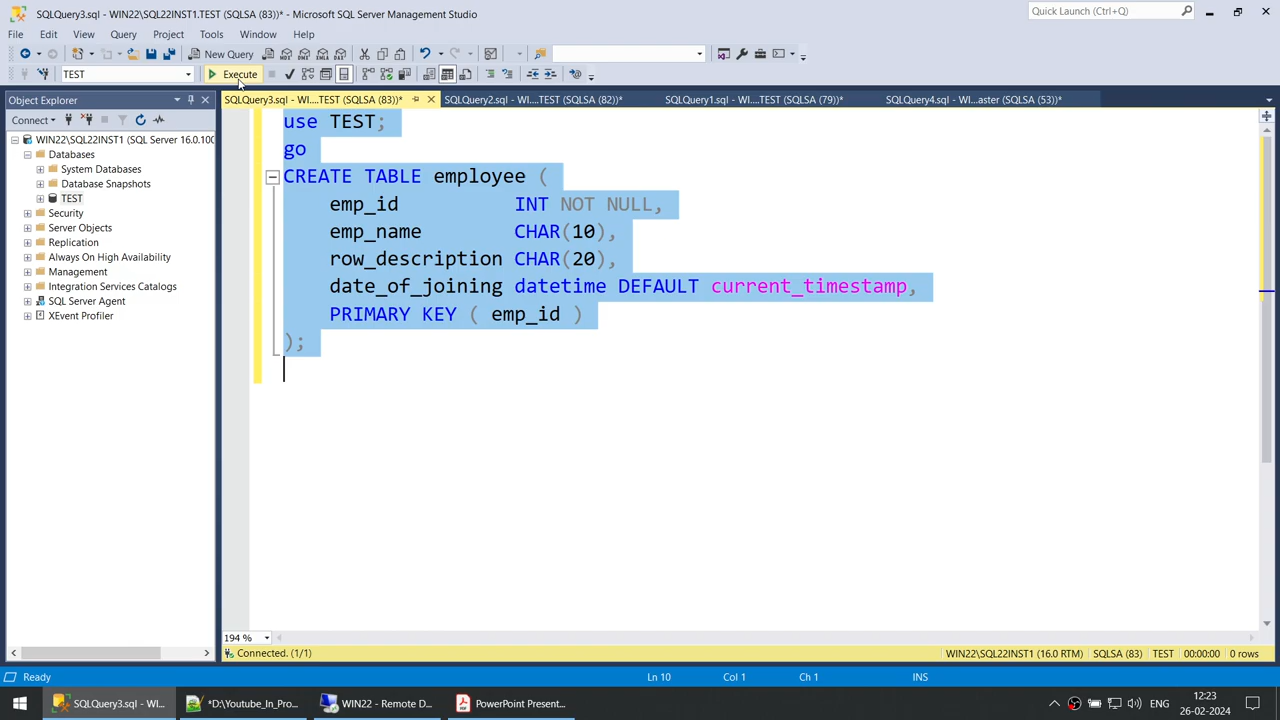 SQLQuery3.sql - WIN22\SQL22INST1.TEST (SQLSA (83))* - Microsoft SQL Server Management Studio
Quick Launch (Ctrl+Q)
File Edit View Query Project Tools Window Help
New Query
MDX DMX XMLA DAX
TEST Execute
Object Explorer
SQLQuery3.sql - WI....TEST (SQLSA (83))* SQLQuery2.sql - WI....TEST (SQLSA (82))* SQLQuery1.sql - WI....TEST (SQLSA (79))* SQLQuery4.sql - WI...aster (SQLSA (53))*
Connect
WIN22\SQL22INST1 (SQL Server 16.0.100
Databases
System Databases
Database Snapshots
TEST
Security
Server Objects
Replication
Always On High Availability
Management
Integration Services Catalogs
SQL Server Agent
XEvent Profiler
use TEST;
go
CREATE TABLE employee (
emp_id INT NOT NULL,
emp_name CHAR(10),
row_description CHAR(20),
date_of_joining datetime DEFAULT current_timestamp,
PRIMARY KEY ( emp_id )
);
194 %
Connected. (1/1) WIN22\SQL22INST1 (16.0 RTM) SQLSA (83) TEST 00:00:00 0 rows
Ready Ln 10 Col 1 Ch 1 INS
SQLQuery3.sql - WI... *D:\Youtube_In_Pro... WIN22 - Remote D... PowerPoint Present... ENG 12:23
26-02-2024